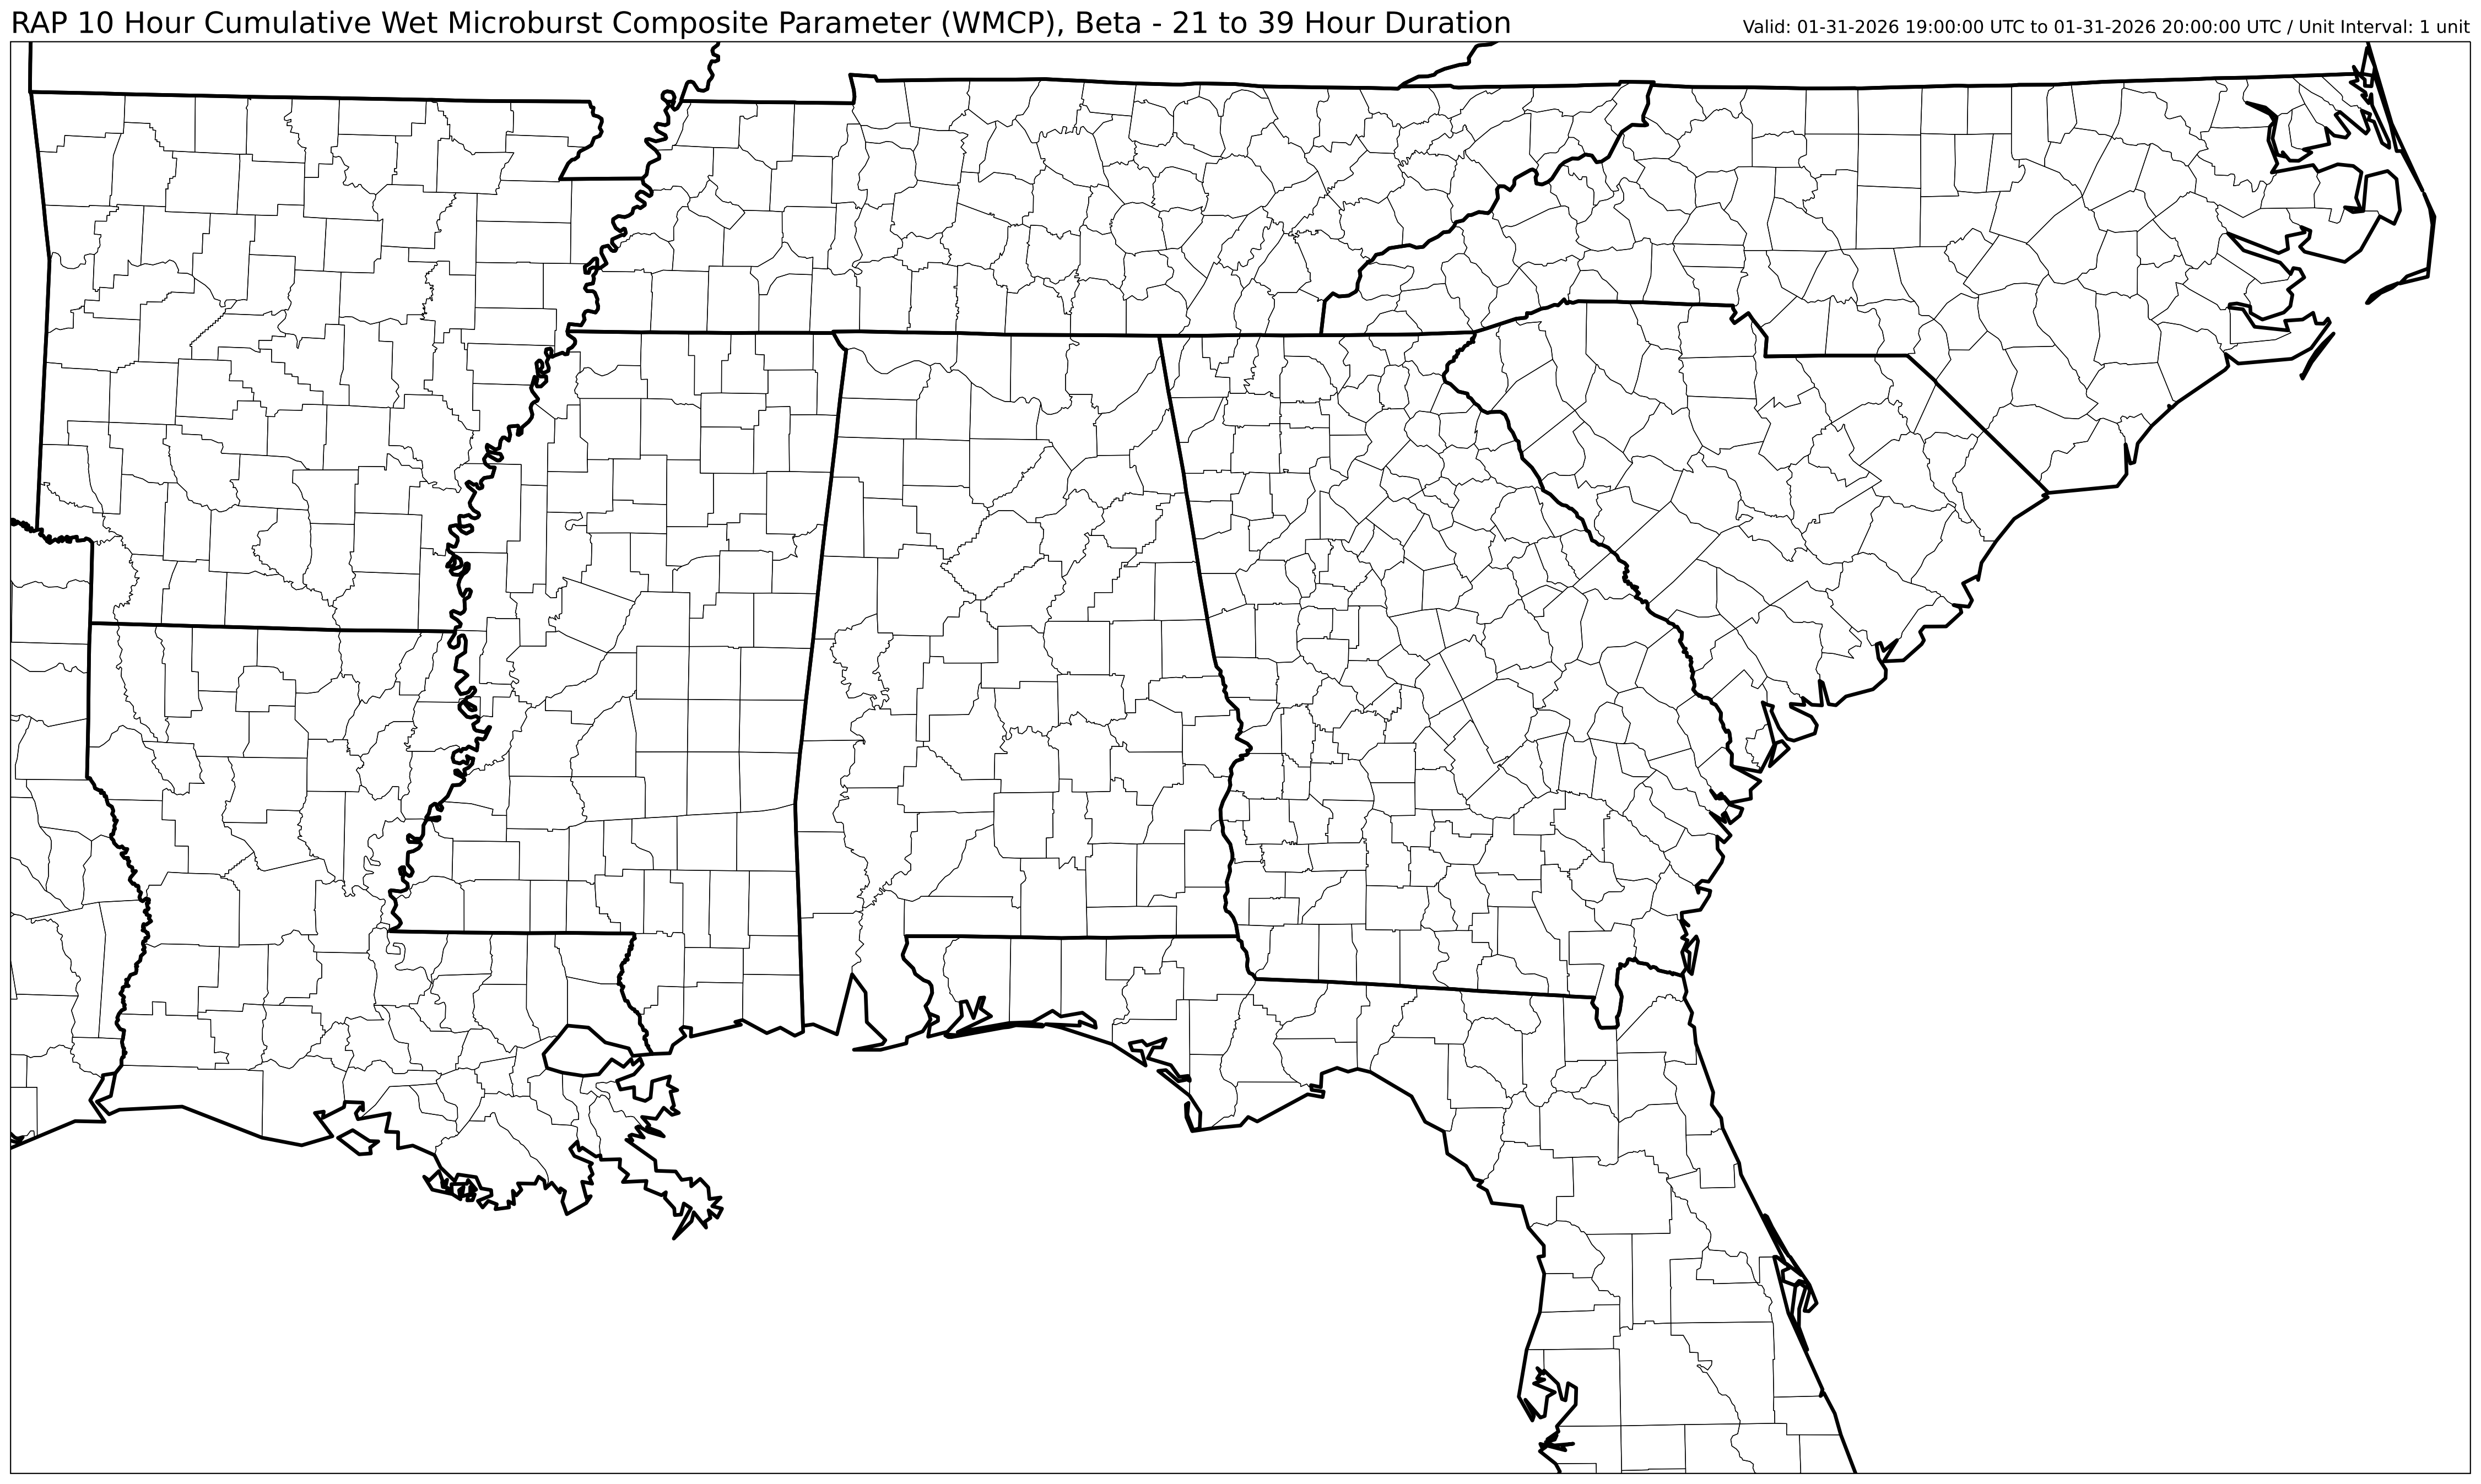 RAP 10 Hour Cumulative Wet Microburst Composite Parameter (WMCP), Beta - 21 to 39 Hour Duration
Valid: 01-31-2026 19:00:00 UTC to 01-31-2026 20:00:00 UTC / Unit Interval: 1 unit